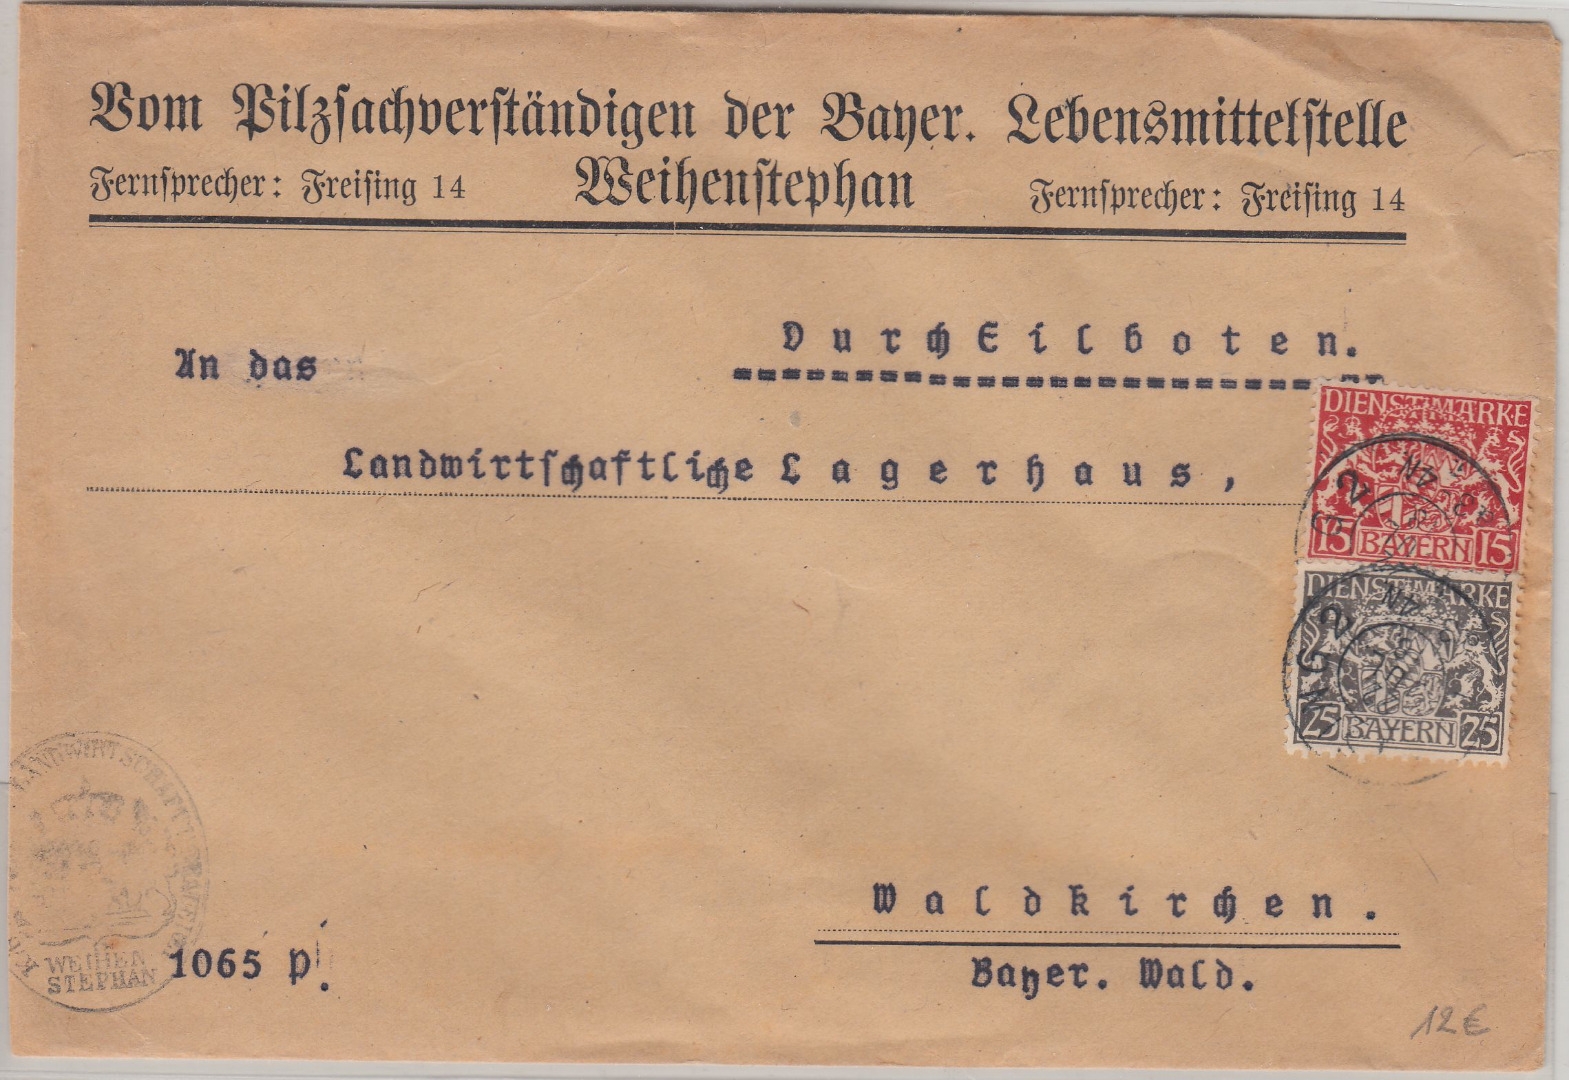 Vom Pilzsachverständigen der Bayer. Lebensmittelstelle
Fernsprecher: Freising 14 Weihenstephan Fernsprecher: Freising 14
Durch Eilboten.
An das
Landwirtschaftliche Lagerhaus,
DIENSTMARKE
15 BAYERN 15
DIENSTMARKE
25 BAYERN 25
Waldkirchen.
Bayer. Wald.
WEIHEN
STEPHAN
1065 p.
12€